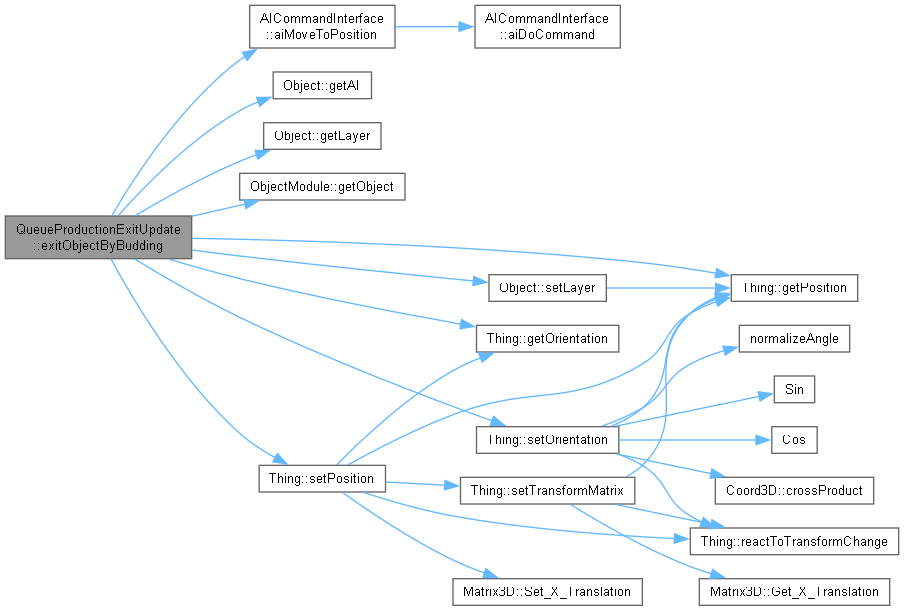 AICommandInterface
::aiMoveToPosition
AICommandInterface
::aiDoCommand
Object::getAI
Object::getLayer
ObjectModule::getObject
QueueProductionExitUpdate
::exitObjectByBudding
Object::setLayer
Thing::getPosition
Thing::getOrientation
normalizeAngle
Sin
Thing::setOrientation
Cos
Thing::setPosition
Thing::setTransformMatrix
Coord3D::crossProduct
Thing::reactToTransformChange
Matrix3D::Set_X_Translation
Matrix3D::Get_X_Translation